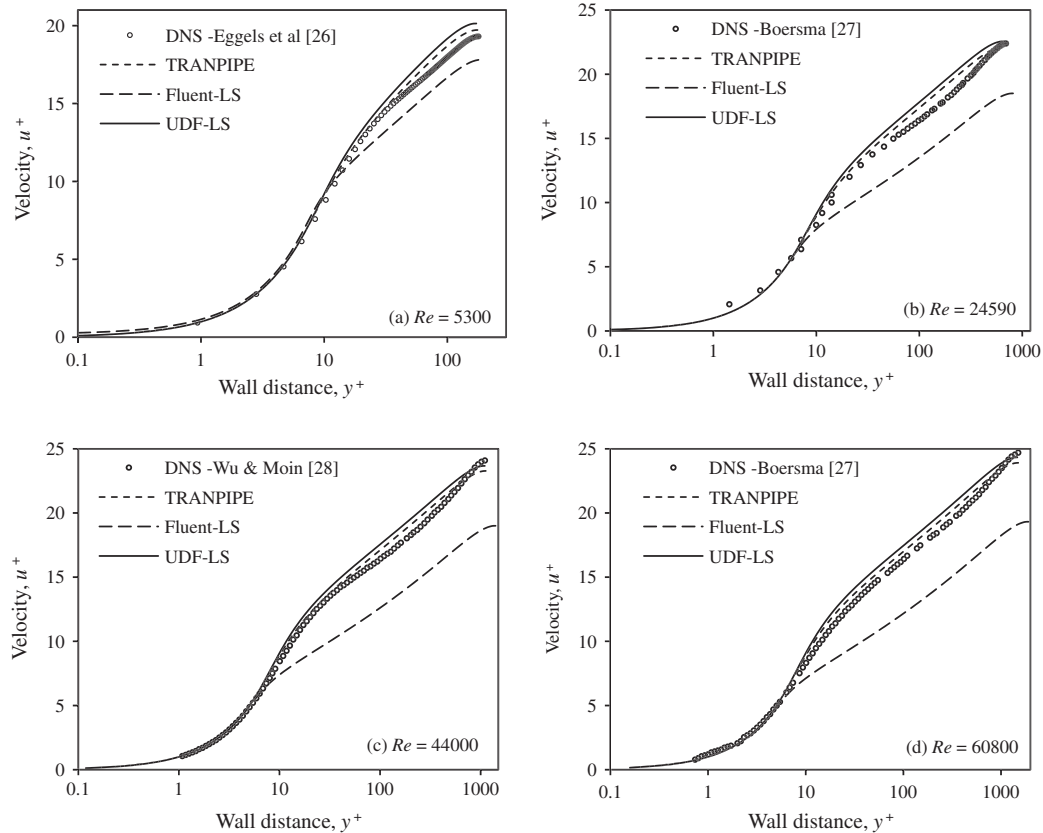 20
15
10
5
0
Velocity, u⁺
DNS -Eggels et al [26]
TRANPIPE
Fluent-LS
UDF-LS
(a) Re = 5300
0.1 1 10 100
Wall distance, y⁺
25
20
15
10
5
0
Velocity, u⁺
DNS -Boersma [27]
TRANPIPE
Fluent-LS
UDF-LS
(b) Re = 24590
0.1 1 10 100 1000
Wall distance, y⁺
25
20
15
10
5
0
Velocity, u⁺
DNS -Wu & Moin [28]
TRANPIPE
Fluent-LS
UDF-LS
(c) Re = 44000
0.1 1 10 100 1000
Wall distance, y⁺
25
20
15
10
5
0
Velocity, u⁺
DNS -Boersma [27]
TRANPIPE
Fluent-LS
UDF-LS
(d) Re = 60800
0.1 1 10 100 1000
Wall distance, y⁺